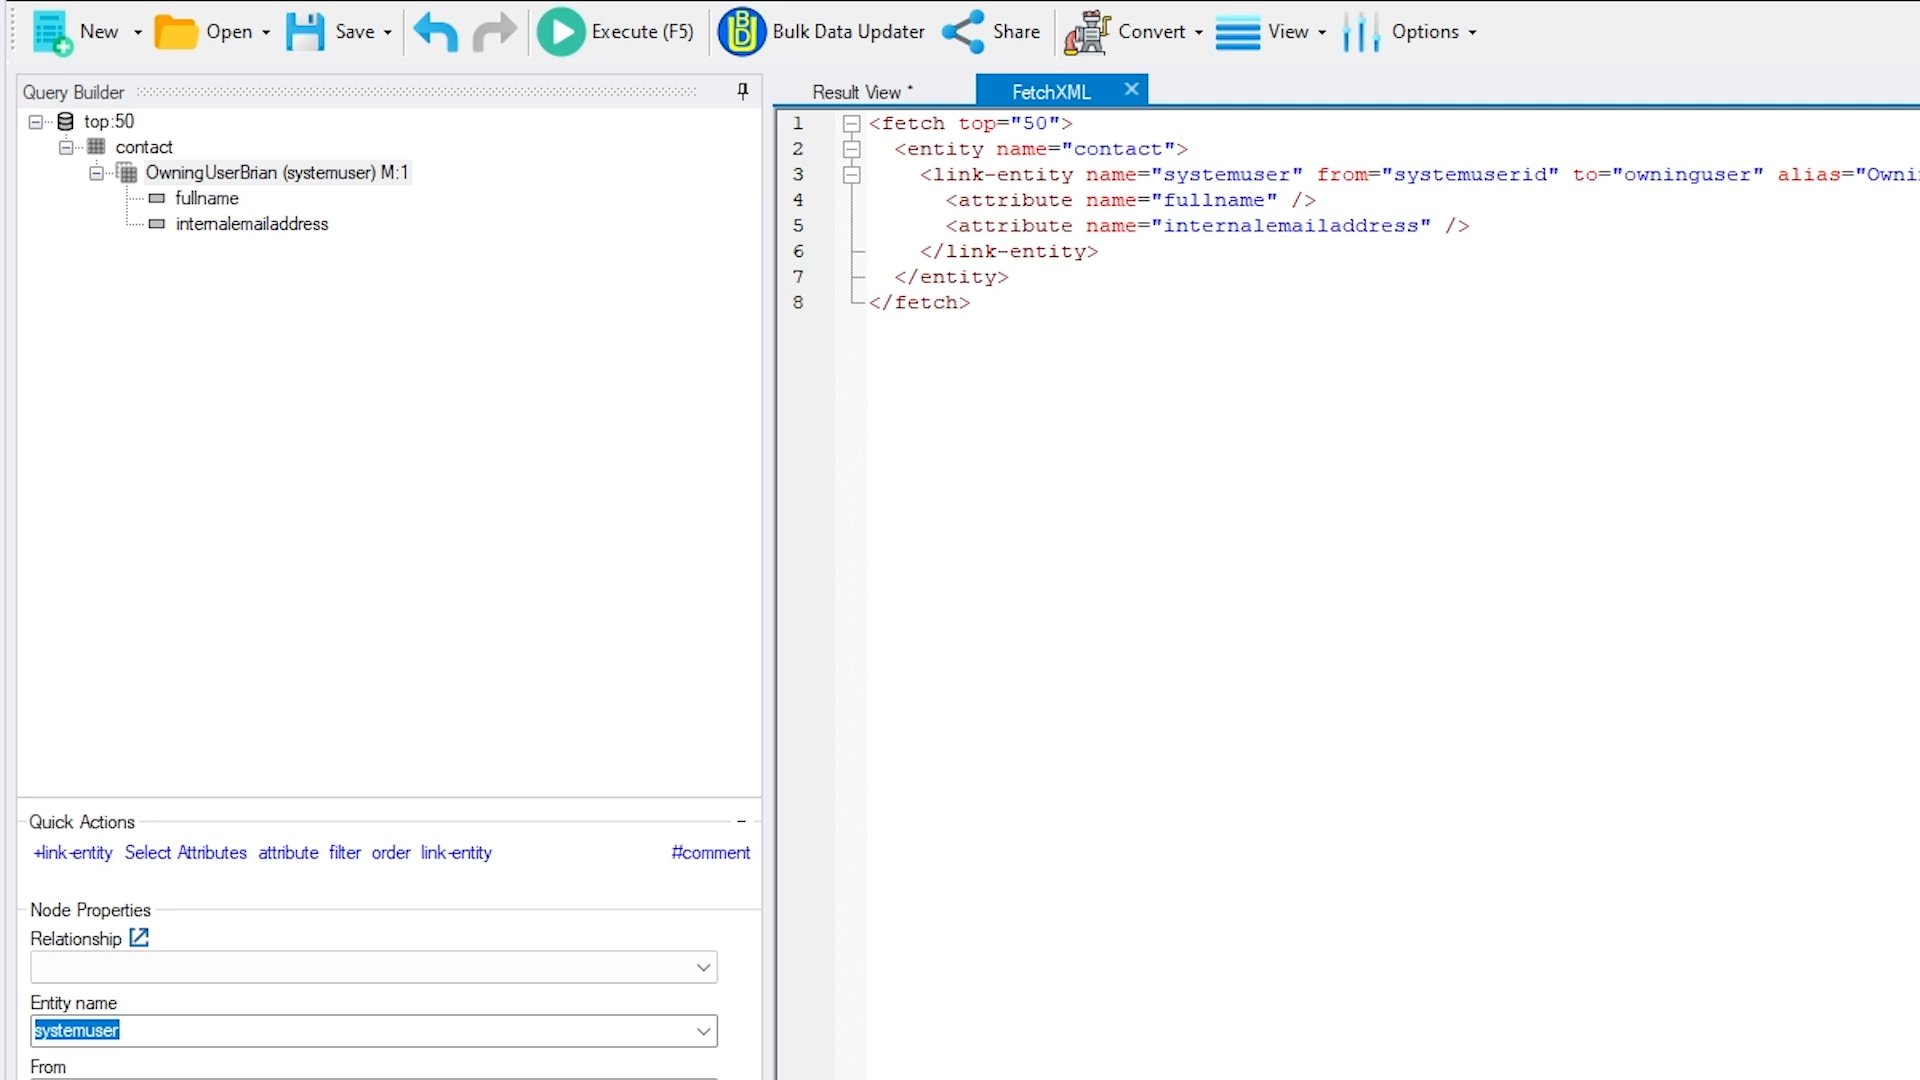 New Open Save Execute (F5) BUD Bulk Data Updater Share Convert View Options
Query Builder
top:50
contact
OwningUserBrian (systemuser) M:1
fullname
internalemailaddress
Quick Actions
+link-entity Select Attributes attribute filter order link-entity #comment
Node Properties
Relationship
Entity name
systemuser
From
Result View * FetchXML
1 <fetch top="50">
2 <entity name="contact">
3 <link-entity name="systemuser" from="systemuserid" to="owninguser" alias="Owni
4 <attribute name="fullname" />
5 <attribute name="internalemailaddress" />
6 </link-entity>
7 </entity>
8 </fetch>